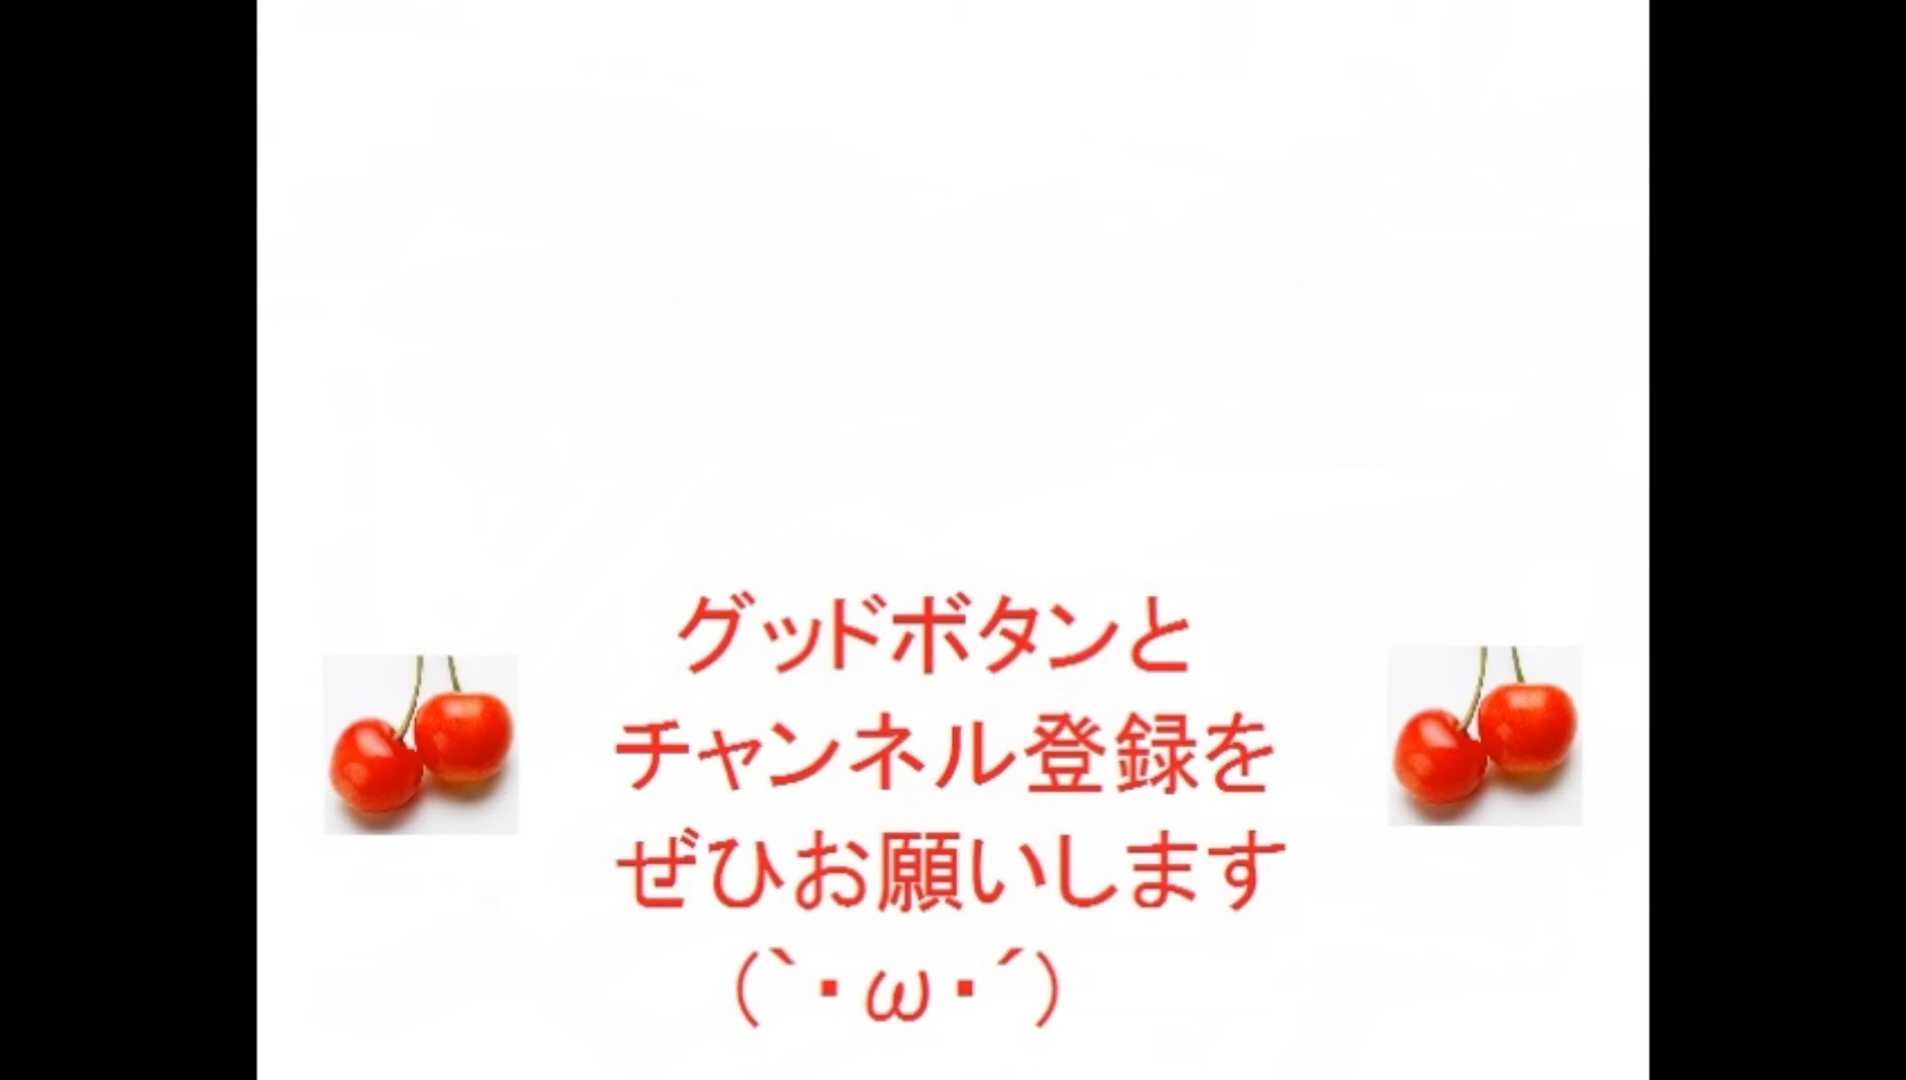 グッドボタンと
チャンネル登録を
ぜひお願いします
(｀・ω・´)